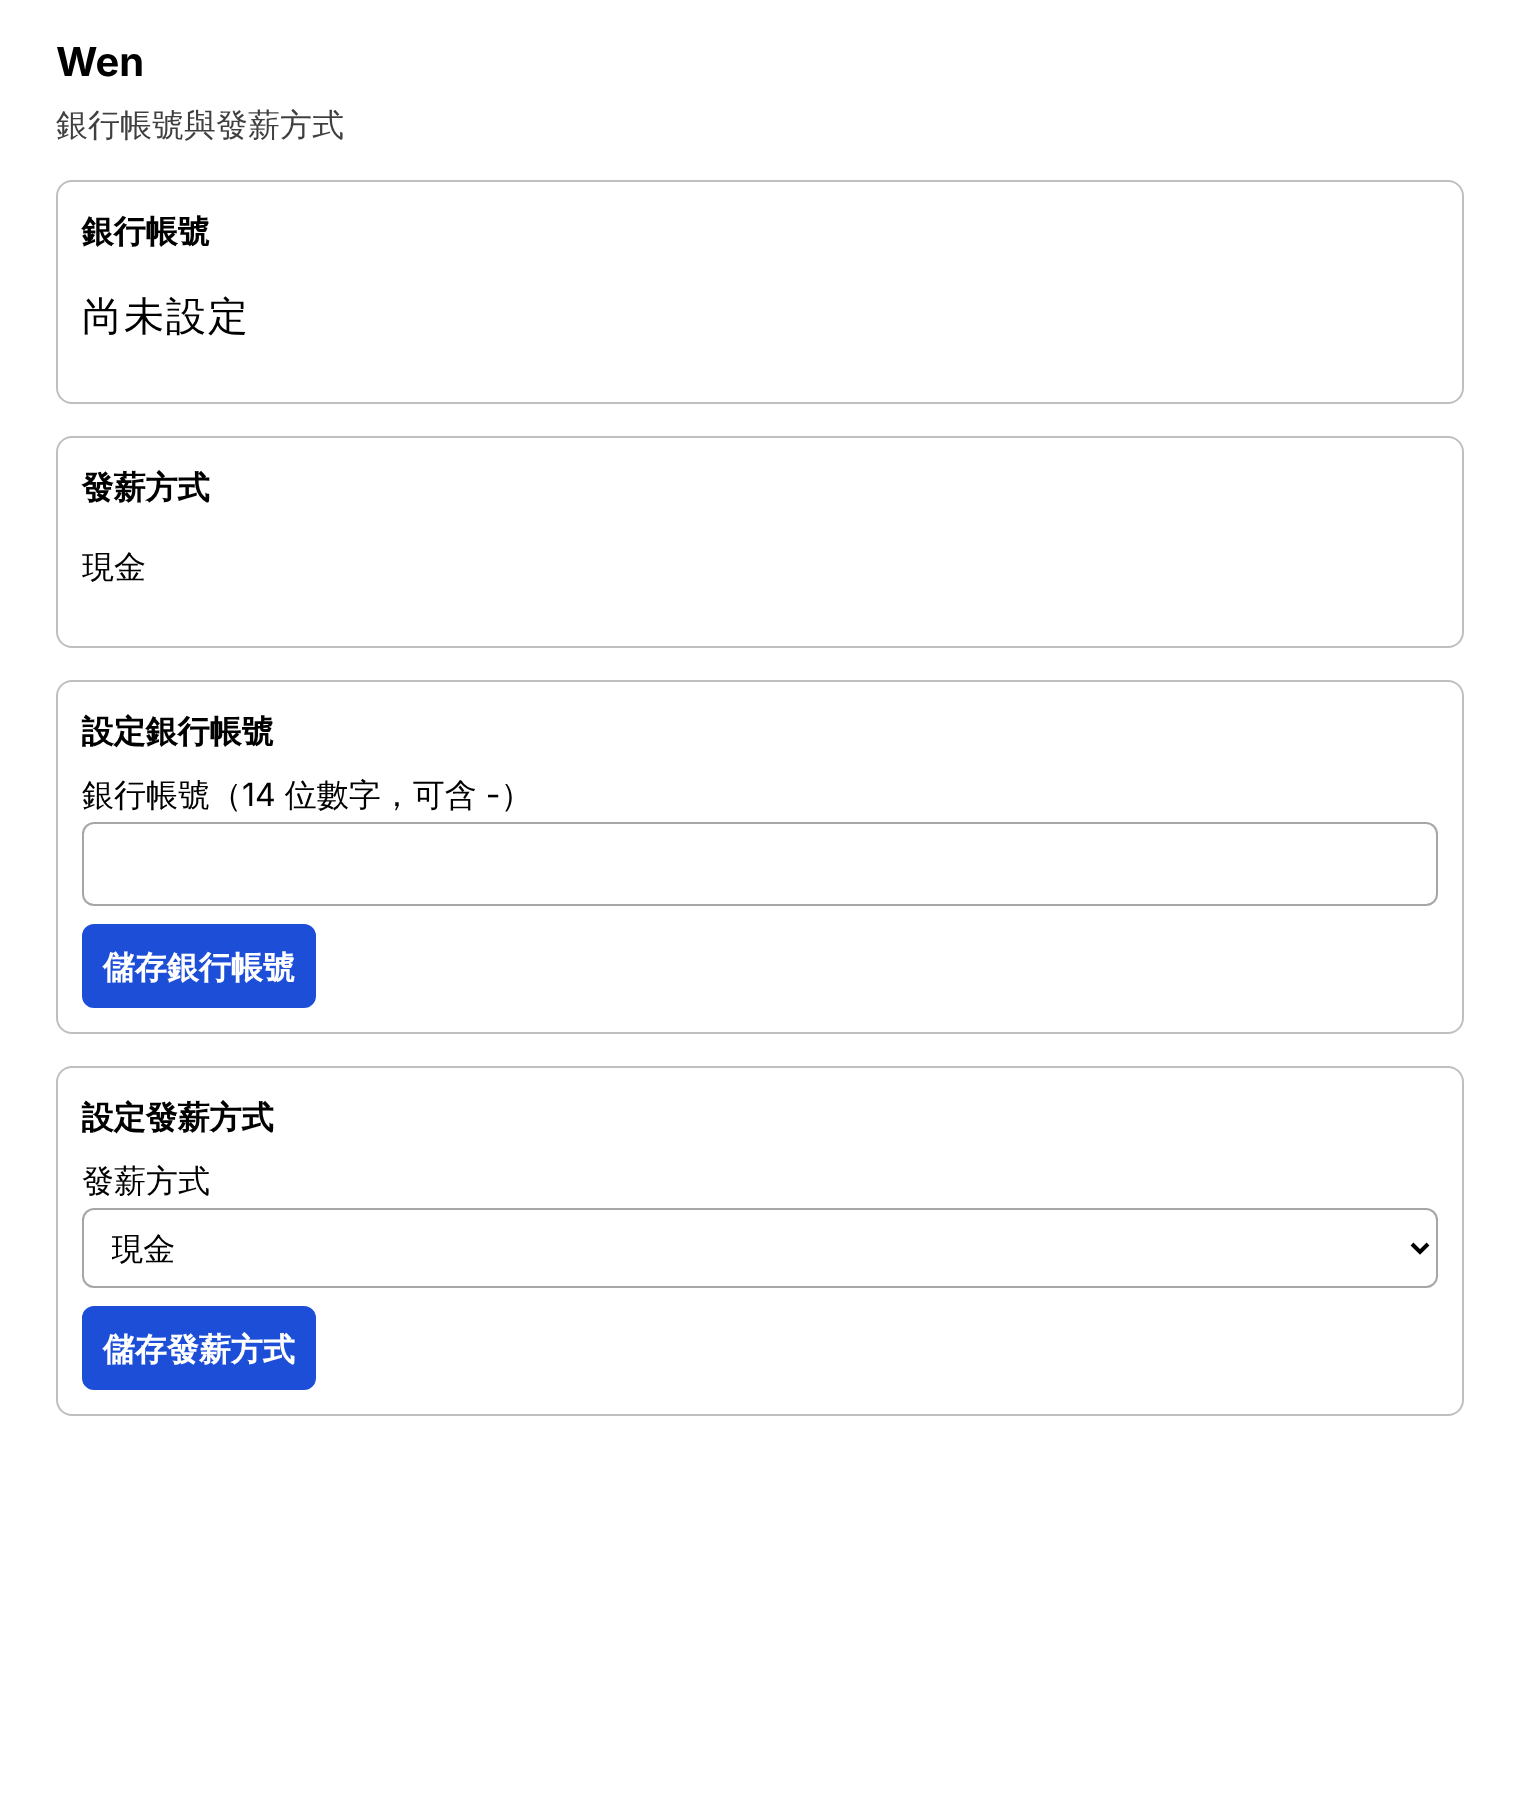 Wen
銀行帳號與發薪方式
銀行帳號
尚未設定
發薪方式
現金
設定銀行帳號
銀行帳號（14 位數字，可含 -）
儲存銀行帳號
設定發薪方式
發薪方式
現金
儲存發薪方式